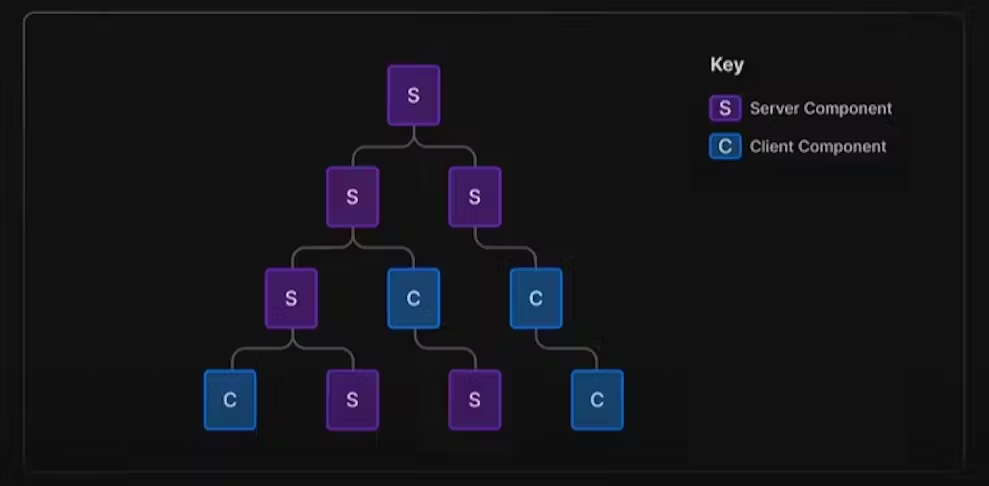 Key
S Server Component
C Client Component
S
S S
S C C
C S S C